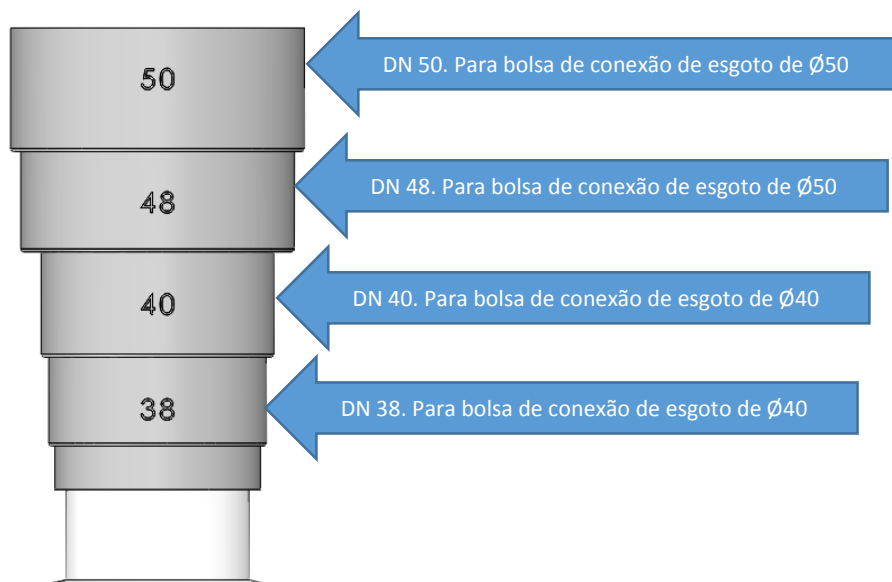 50
DN 50. Para bolsa de conexão de esgoto de Ø50
48
DN 48. Para bolsa de conexão de esgoto de Ø50
40
DN 40. Para bolsa de conexão de esgoto de Ø40
38
DN 38. Para bolsa de conexão de esgoto de Ø40